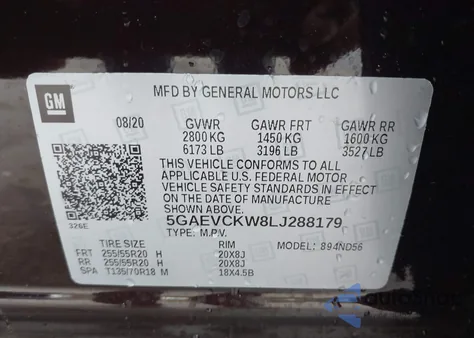 GM
MFD BY GENERAL MOTORS LLC
08/20 GVWR GAWR FRT GAWR RR
2800 KG 1450 KG 1600 KG
6173 LB 3196 LB 3527 LB
THIS VEHICLE CONFORMS TO ALL
APPLICABLE U.S. FEDERAL MOTOR
VEHICLE SAFETY STANDARDS IN EFFECT
ON THE DATE OF MANUFACTURE
SHOWN ABOVE.
326E
5GAEVCKW8LJ288179
TYPE: M.P.V. MODEL: 894ND56
TIRE SIZE RIM
FRT 255/55R20 H 20X8J
RR 255/55R20 H 20X8J
SPA T135/70R18 M 18X4.5B